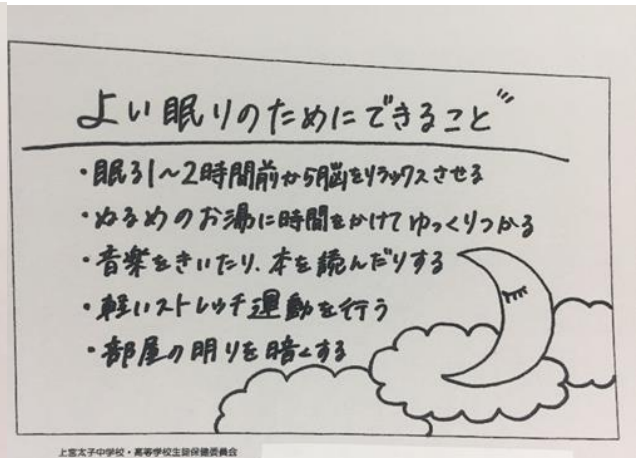 よい眠りのためにできること
・眠る1～2時間前から脳をリラックスさせる
・ぬるめのお湯に時間をかけてゆっくりつかる
・音楽をきいたり、本を読んだりする
・軽いストレッチ運動を行う
・部屋の明りを暗くする
上宮太子中学校・高等学校生徒保健委員会